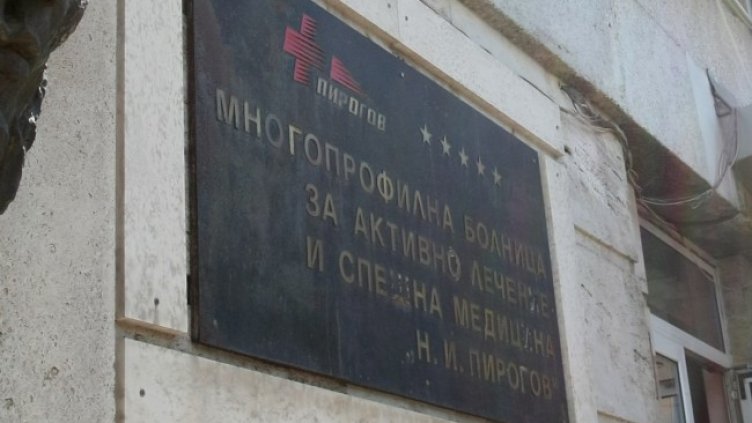 ПИРОГОВ
МНОГОПРОФИЛНА БОЛНИЦА
ЗА АКТИВНО ЛЕЧЕНИЕ
И СПЕШНА МЕДИЦИНА
„Н. И. ПИРОГОВ“